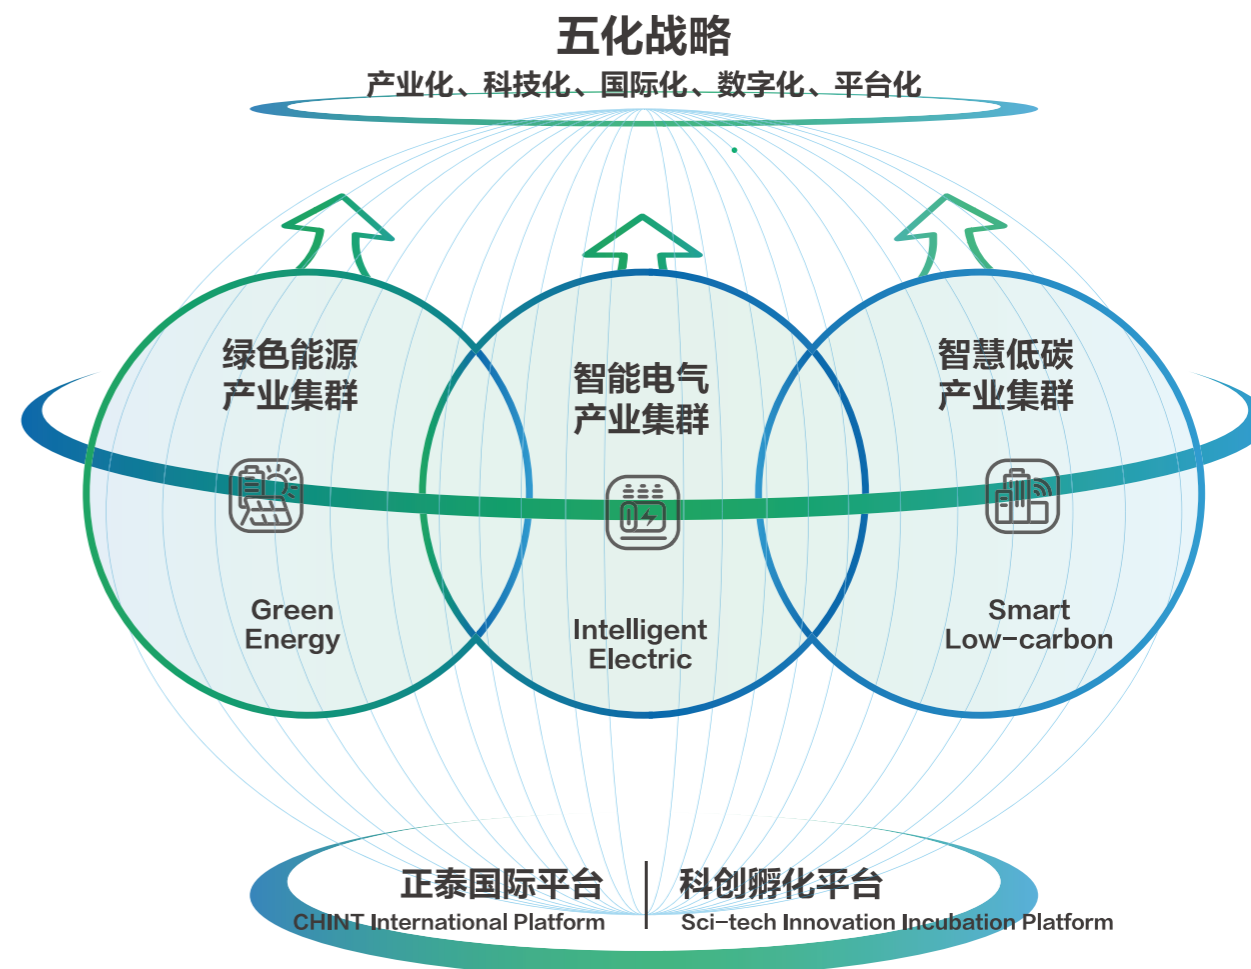 五化战略
产业化、科技化、国际化、数字化、平台化
绿色能源
产业集群
智能电气
产业集群
智慧低碳
产业集群
Green
Energy
Intelligent
Electric
Smart
Low-carbon
正泰国际平台
CHINT International Platform
科创孵化平台
Sci-tech Innovation Incubation Platform